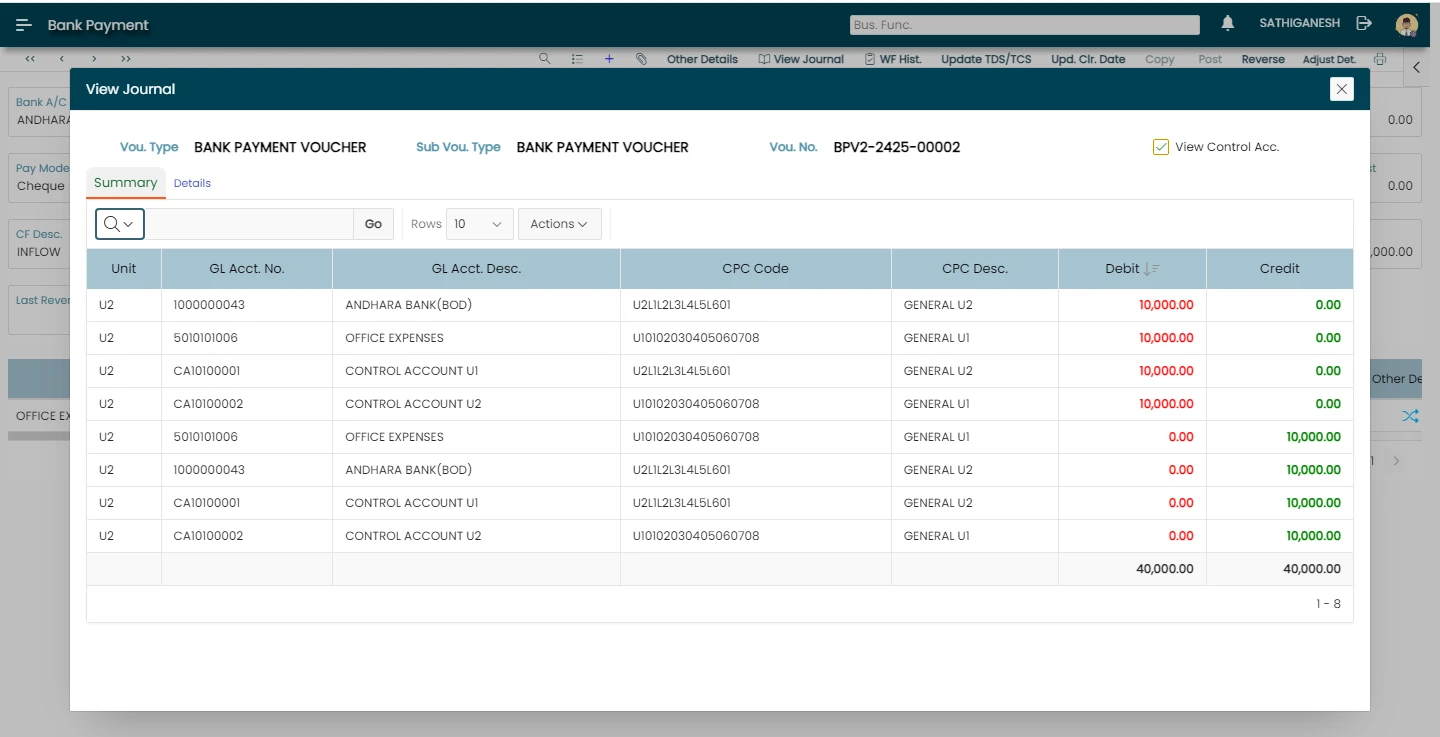 Bank Payment
Bus. Func.
SATHIGANESH
Other Details View Journal WF Hist. Update TDS/TCS Upd. Clr. Date Copy Post Reverse Adjust Det.
View Journal
Bank A/C
ANDHARA
0.00
Vou. Type BANK PAYMENT VOUCHER Sub Vou. Type BANK PAYMENT VOUCHER Vou. No. BPV2-2425-00002 View Control Acc.
Pay Mode
Cheque
st
0.00
Summary Details
CF Desc.
INFLOW
,000.00
Go Rows 10 Actions
Unit GL Acct. No. GL Acct. Desc. CPC Code CPC Desc. Debit Credit
U2 1000000043 ANDHARA BANK(BOD) U2L1L2L3L4L5L601 GENERAL U2 10,000.00 0.00
Last Rever
U2 5010101006 OFFICE EXPENSES U10102030405060708 GENERAL U1 10,000.00 0.00
U2 CA10100001 CONTROL ACCOUNT U1 U2L1L2L3L4L5L601 GENERAL U2 10,000.00 0.00
Other De
U2 CA10100002 CONTROL ACCOUNT U2 U10102030405060708 GENERAL U1 10,000.00 0.00
OFFICE EX
U2 5010101006 OFFICE EXPENSES U10102030405060708 GENERAL U1 0.00 10,000.00
U2 1000000043 ANDHARA BANK(BOD) U2L1L2L3L4L5L601 GENERAL U2 0.00 10,000.00
1
U2 CA10100001 CONTROL ACCOUNT U1 U2L1L2L3L4L5L601 GENERAL U2 0.00 10,000.00
U2 CA10100002 CONTROL ACCOUNT U2 U10102030405060708 GENERAL U1 0.00 10,000.00
40,000.00 40,000.00
1 - 8